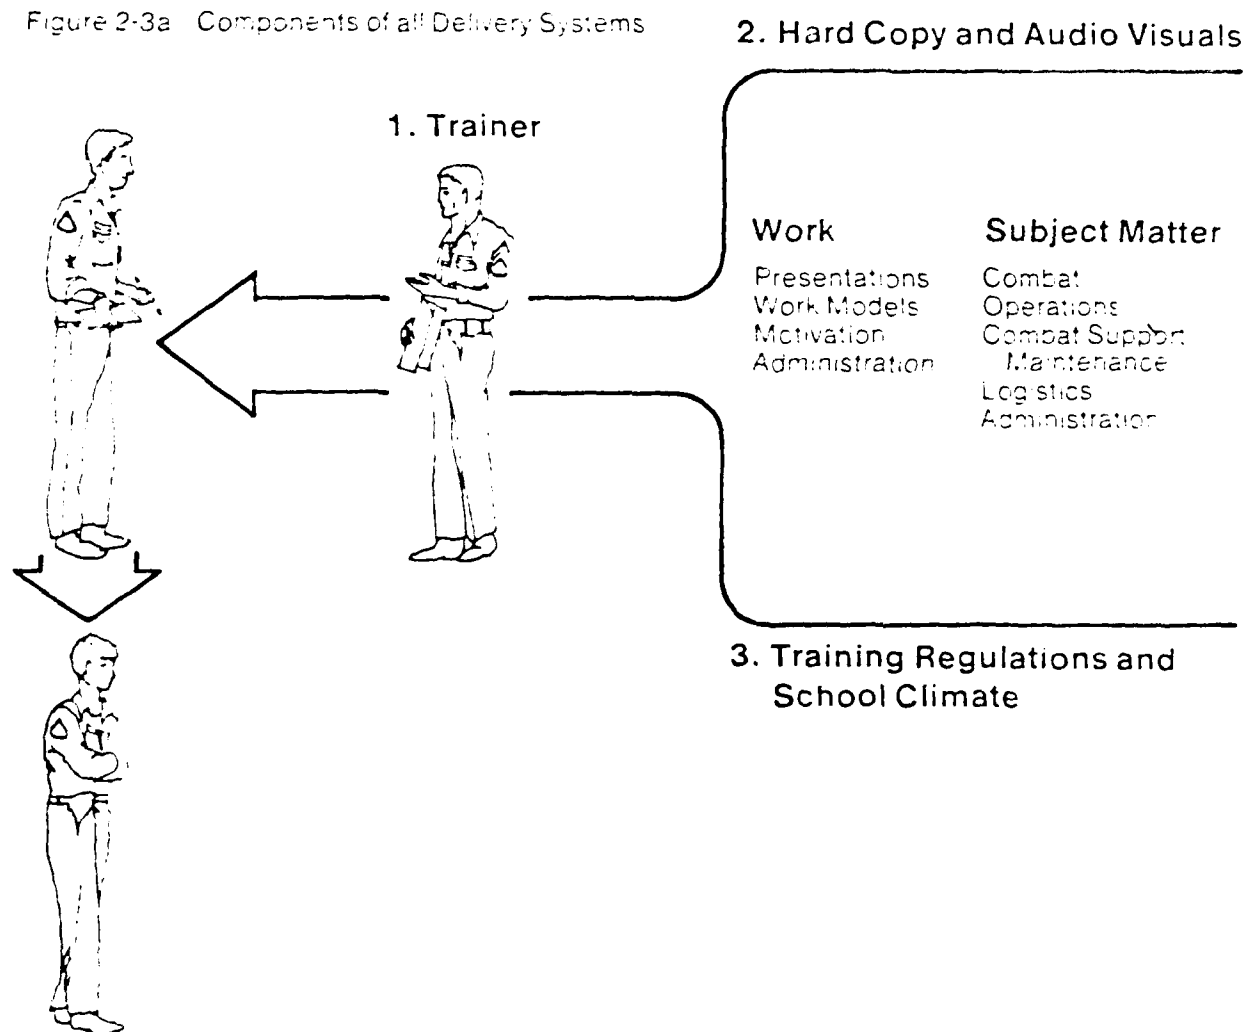 Figure 2-3a Components of all Delivery Systems
2. Hard Copy and Audio Visuals
1. Trainer
Work
Presentations
Work Models
Motivation
Administration
Subject Matter
Combat
Operations
Combat Support
Maintenance
Logistics
Administration
3. Training Regulations and
School Climate